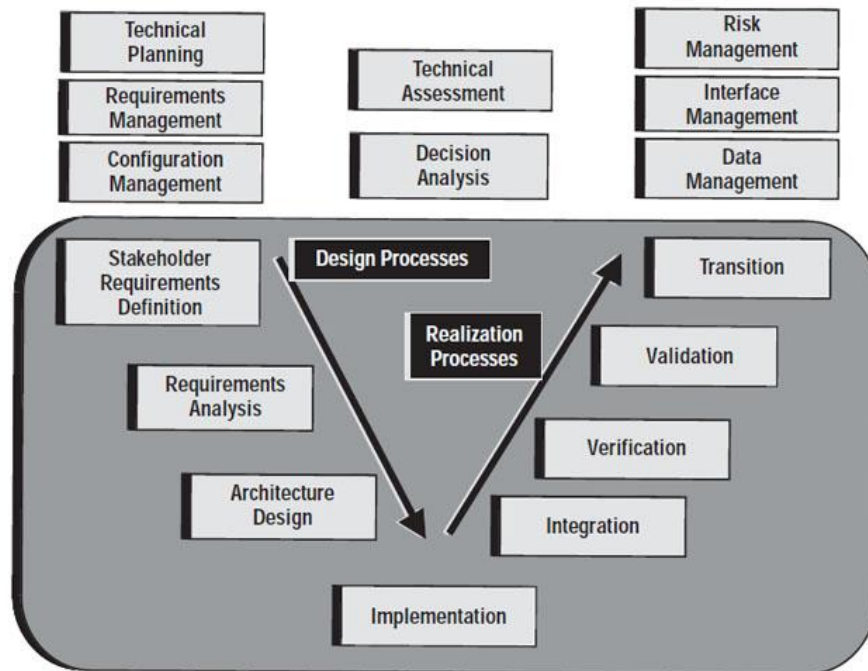 Technical
Planning
Requirements
Management
Configuration
Management
Technical
Assessment
Decision
Analysis
Risk
Management
Interface
Management
Data
Management
Stakeholder
Requirements
Definition
Design Processes
Transition
Realization
Processes
Validation
Requirements
Analysis
Verification
Architecture
Design
Integration
Implementation